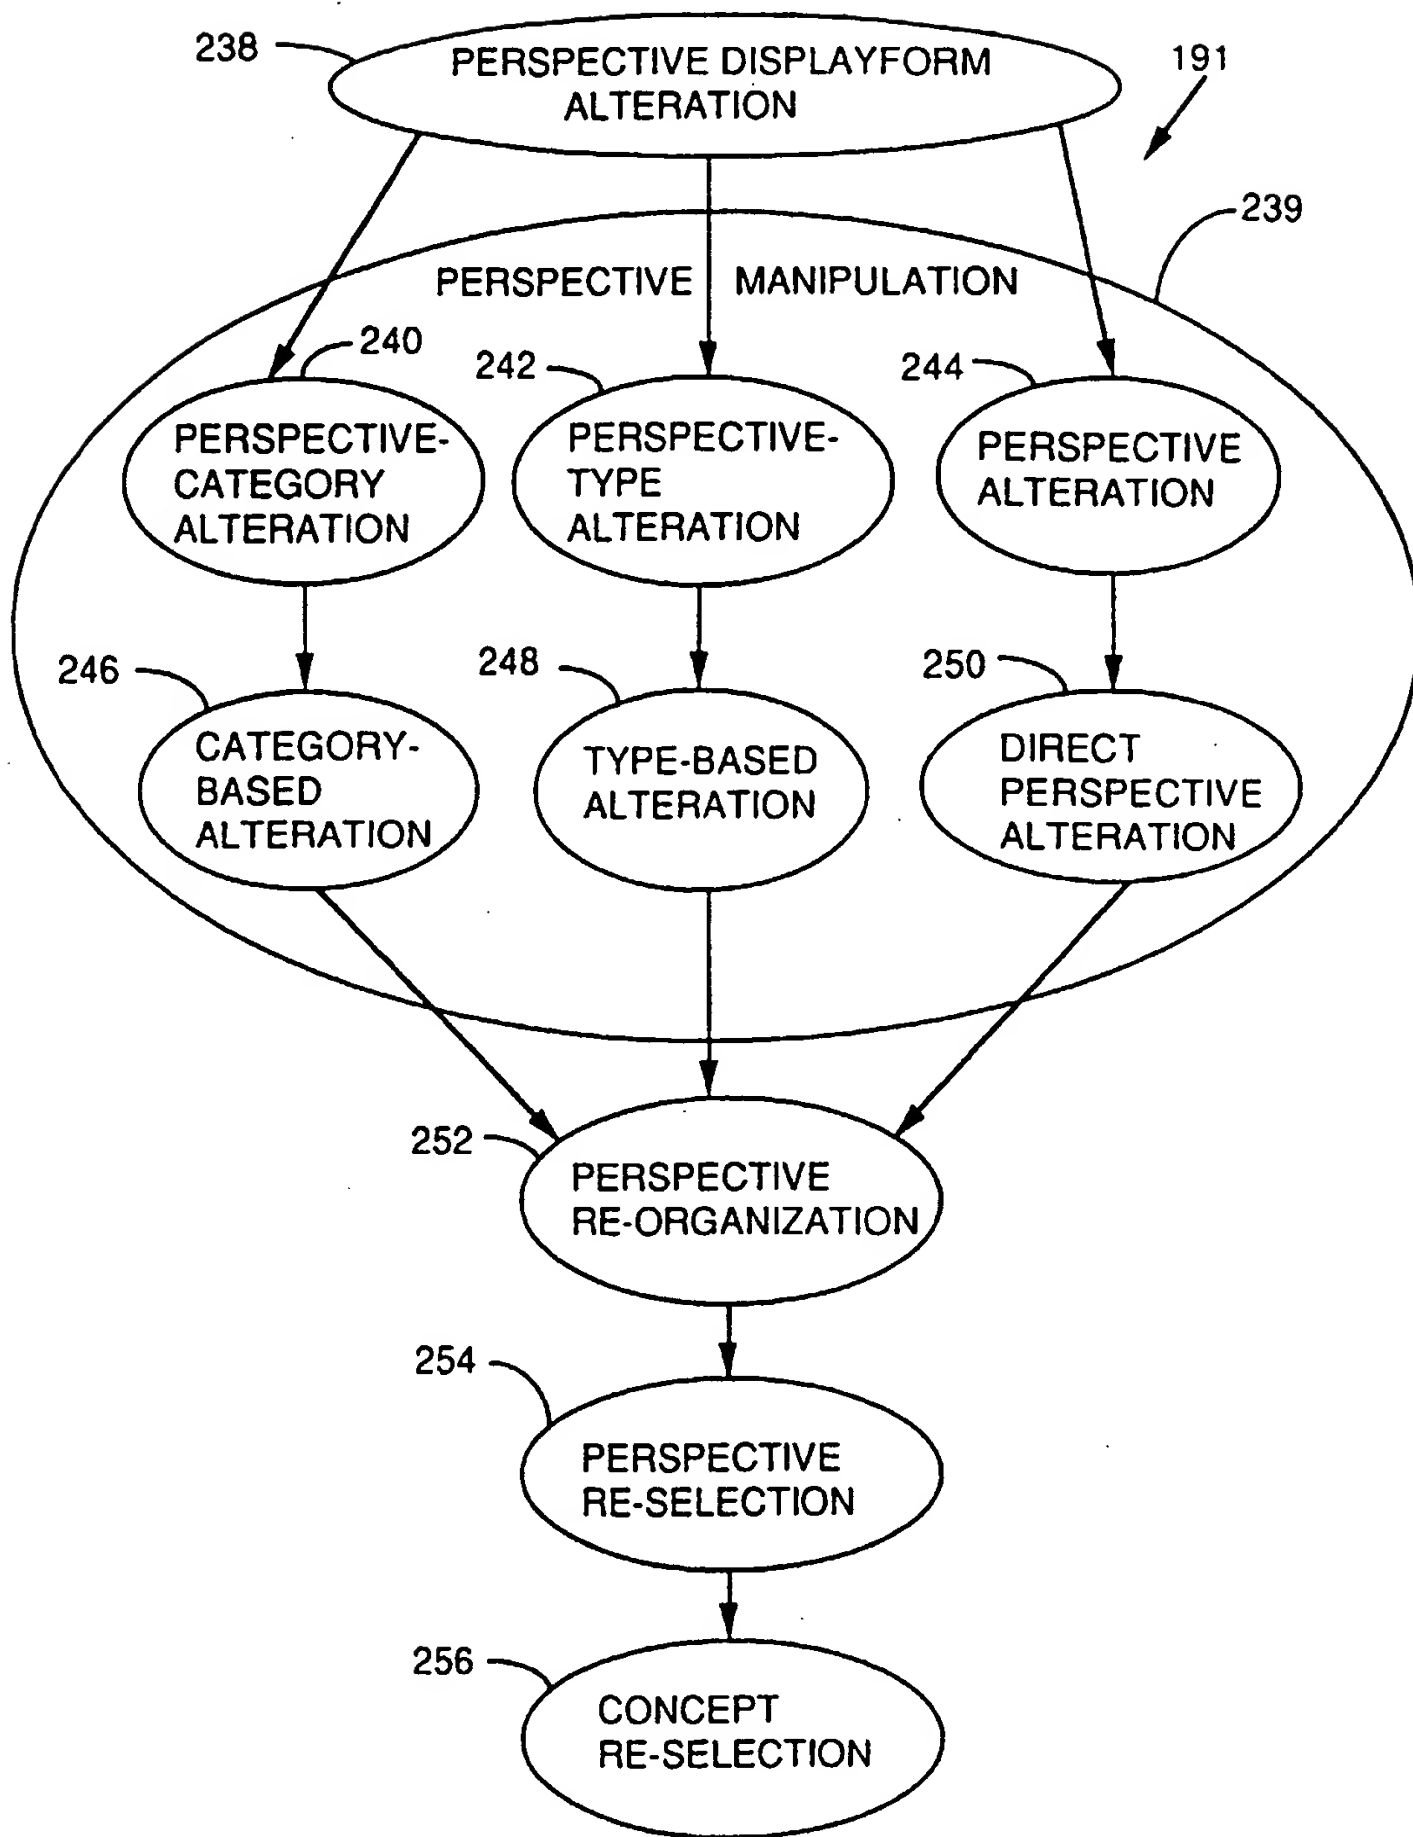 238
PERSPECTIVE DISPLAYFORM
ALTERATION
191
239
PERSPECTIVE MANIPULATION
240
242
244
PERSPECTIVE-
CATEGORY
ALTERATION
PERSPECTIVE-
TYPE
ALTERATION
PERSPECTIVE
ALTERATION
246
248
250
CATEGORY-
BASED
ALTERATION
TYPE-BASED
ALTERATION
DIRECT
PERSPECTIVE
ALTERATION
252
PERSPECTIVE
RE-ORGANIZATION
254
PERSPECTIVE
RE-SELECTION
256
CONCEPT
RE-SELECTION